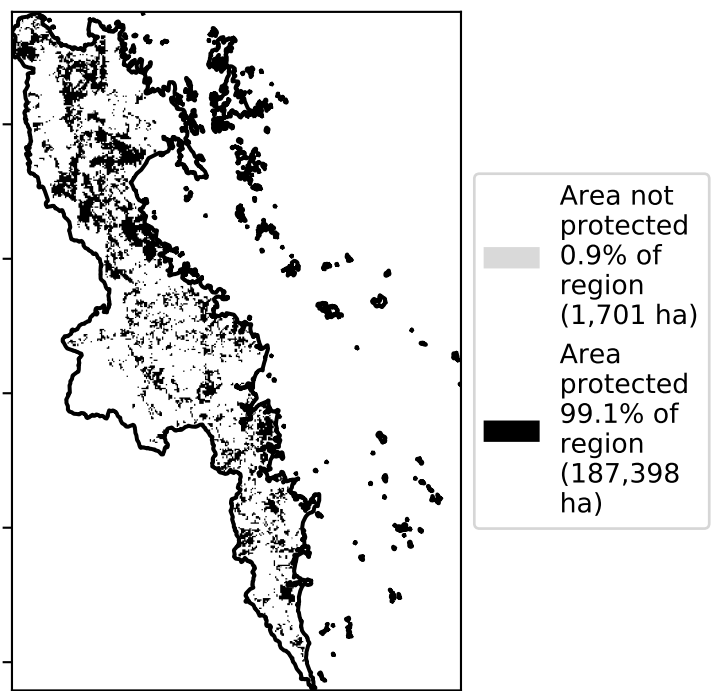 Area not
protected
0.9% of
region
(1,701 ha)
Area
protected
99.1% of
region
(187,398
ha)